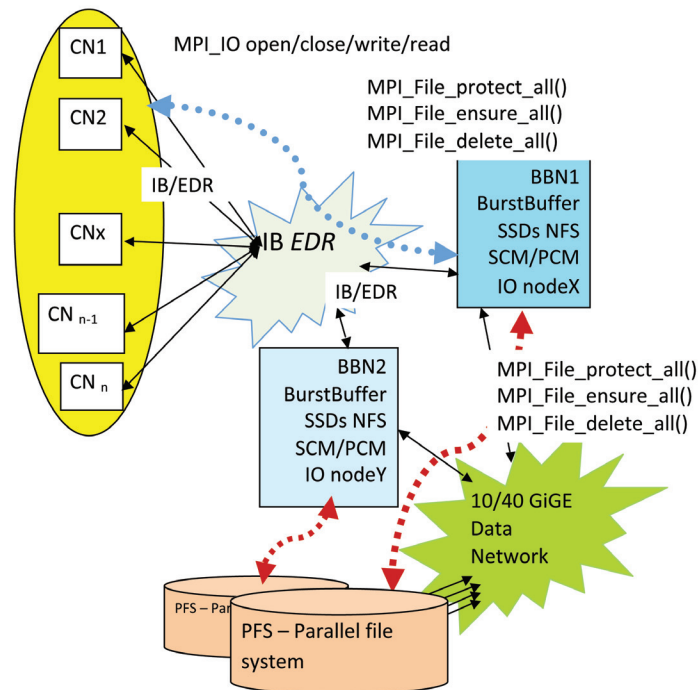 CN1
MPI_IO open/close/write/read
CN2
MPI_File_protect_all()
MPI_File_ensure_all()
MPI_File_delete_all()
IB/EDR
BBN1
BurstBuffer
SSDs NFS
SCM/PCM
IO nodeX
CNx
IB EDR
IB/EDR
CN n-1
CN n
BBN2
BurstBuffer
SSDs NFS
SCM/PCM
IO nodeY
MPI_File_protect_all()
MPI_File_ensure_all()
MPI_File_delete_all()
10/40 GiGE
Data
Network
PFS – Par
PFS – Parallel file
system